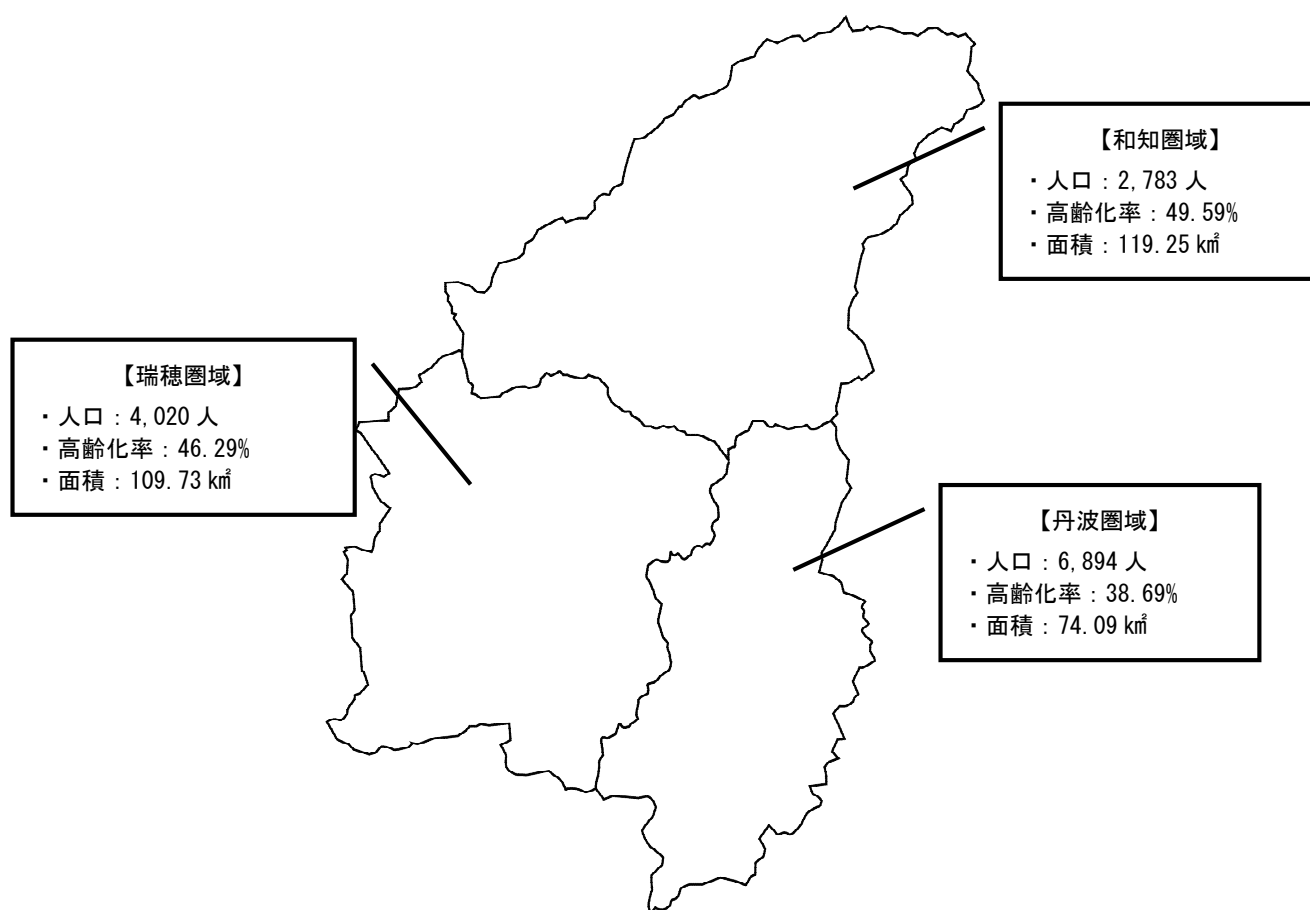 【和知圏域】
・人口：2,783 人
・高齢化率：49.59%
・面積：119.25 ㎢
【瑞穂圏域】
・人口：4,020 人
・高齢化率：46.29%
・面積：109.73 ㎢
【丹波圏域】
・人口：6,894 人
・高齢化率：38.69%
・面積：74.09 ㎢